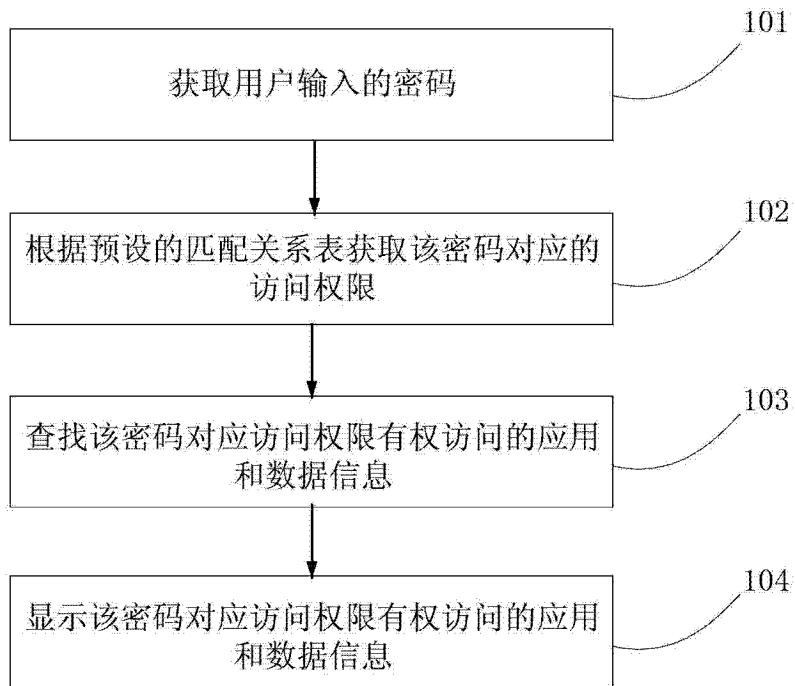 101
获取用户输入的密码
102
根据预设的匹配关系表获取该密码对应的
访问权限
103
查找该密码对应访问权限有权访问的应用
和数据信息
104
显示该密码对应访问权限有权访问的应用
和数据信息